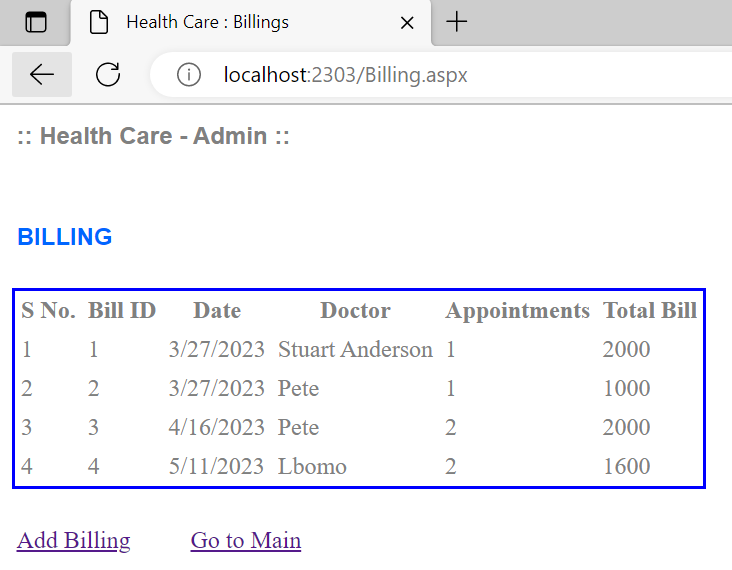 Health Care : Billings
localhost:2303/Billing.aspx
:: Health Care - Admin ::
BILLING
S No. Bill ID Date Doctor Appointments Total Bill
1 1 3/27/2023 Stuart Anderson 1 2000
2 2 3/27/2023 Pete 1 1000
3 3 4/16/2023 Pete 2 2000
4 4 5/11/2023 Lbomo 2 1600
Add Billing Go to Main